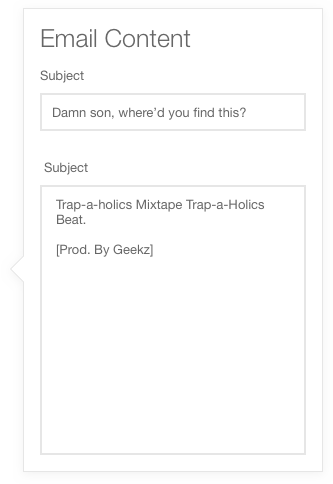 Email Content
Subject
Damn son, where’d you find this?
Subject
Trap-a-holics Mixtape Trap-a-Holics
Beat.
[Prod. By Geekz]